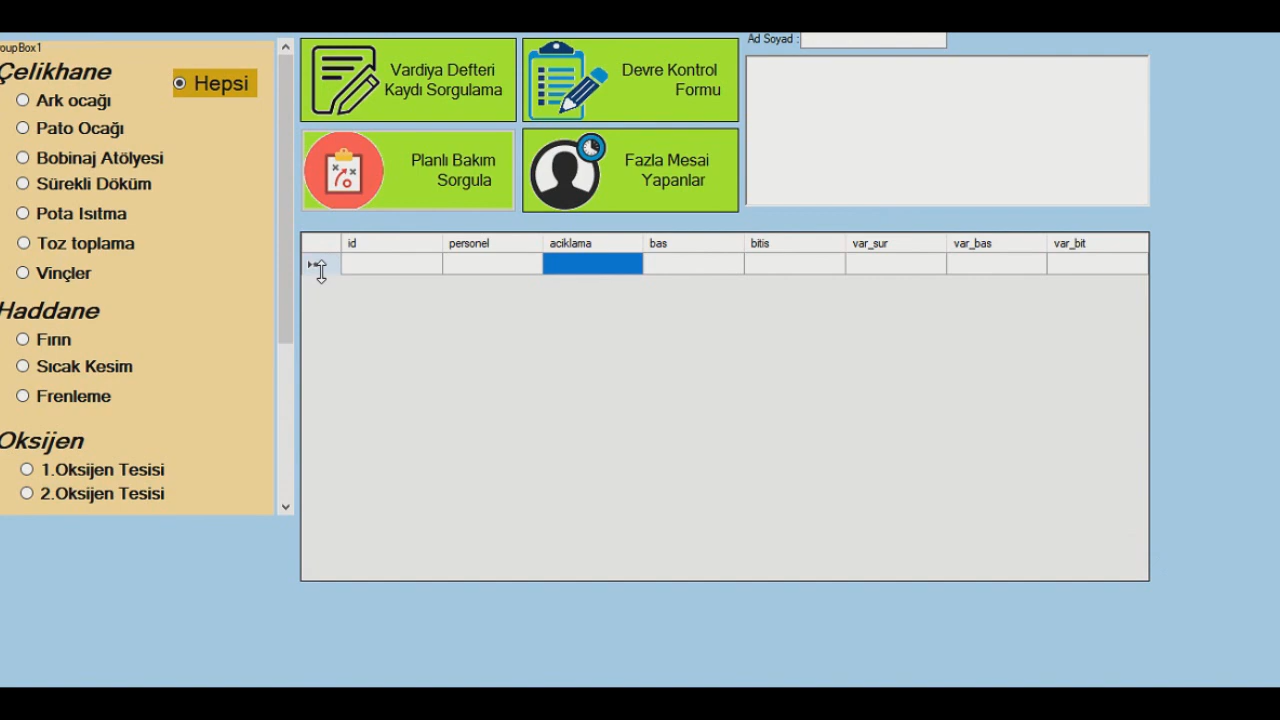 oupBox1
Çelikhane
Hepsi
Ark ocağı
Pato Ocağı
Bobinaj Atölyesi
Sürekli Döküm
Pota Isıtma
Toz toplama
Vinçler
Haddane
Fırın
Sıcak Kesim
Frenleme
Oksijen
1.Oksijen Tesisi
2.Oksijen Tesisi
Vardiya Defteri
Kaydı Sorgulama
Devre Kontrol
Formu
Planlı Bakım
Sorgula
Fazla Mesai
Yapanlar
Ad Soyad :
id personel aciklama bas bitis var_sur var_bas var_bit